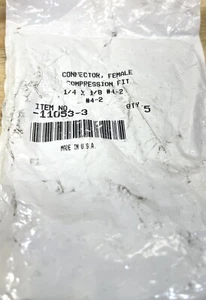 CONNECTOR, FEMALE
COMPRESSION FIT
1/4 X 1/8 #4-2
#4-2
ITEM NO. QTY
-11053-3 5
MADE IN U.S.A.